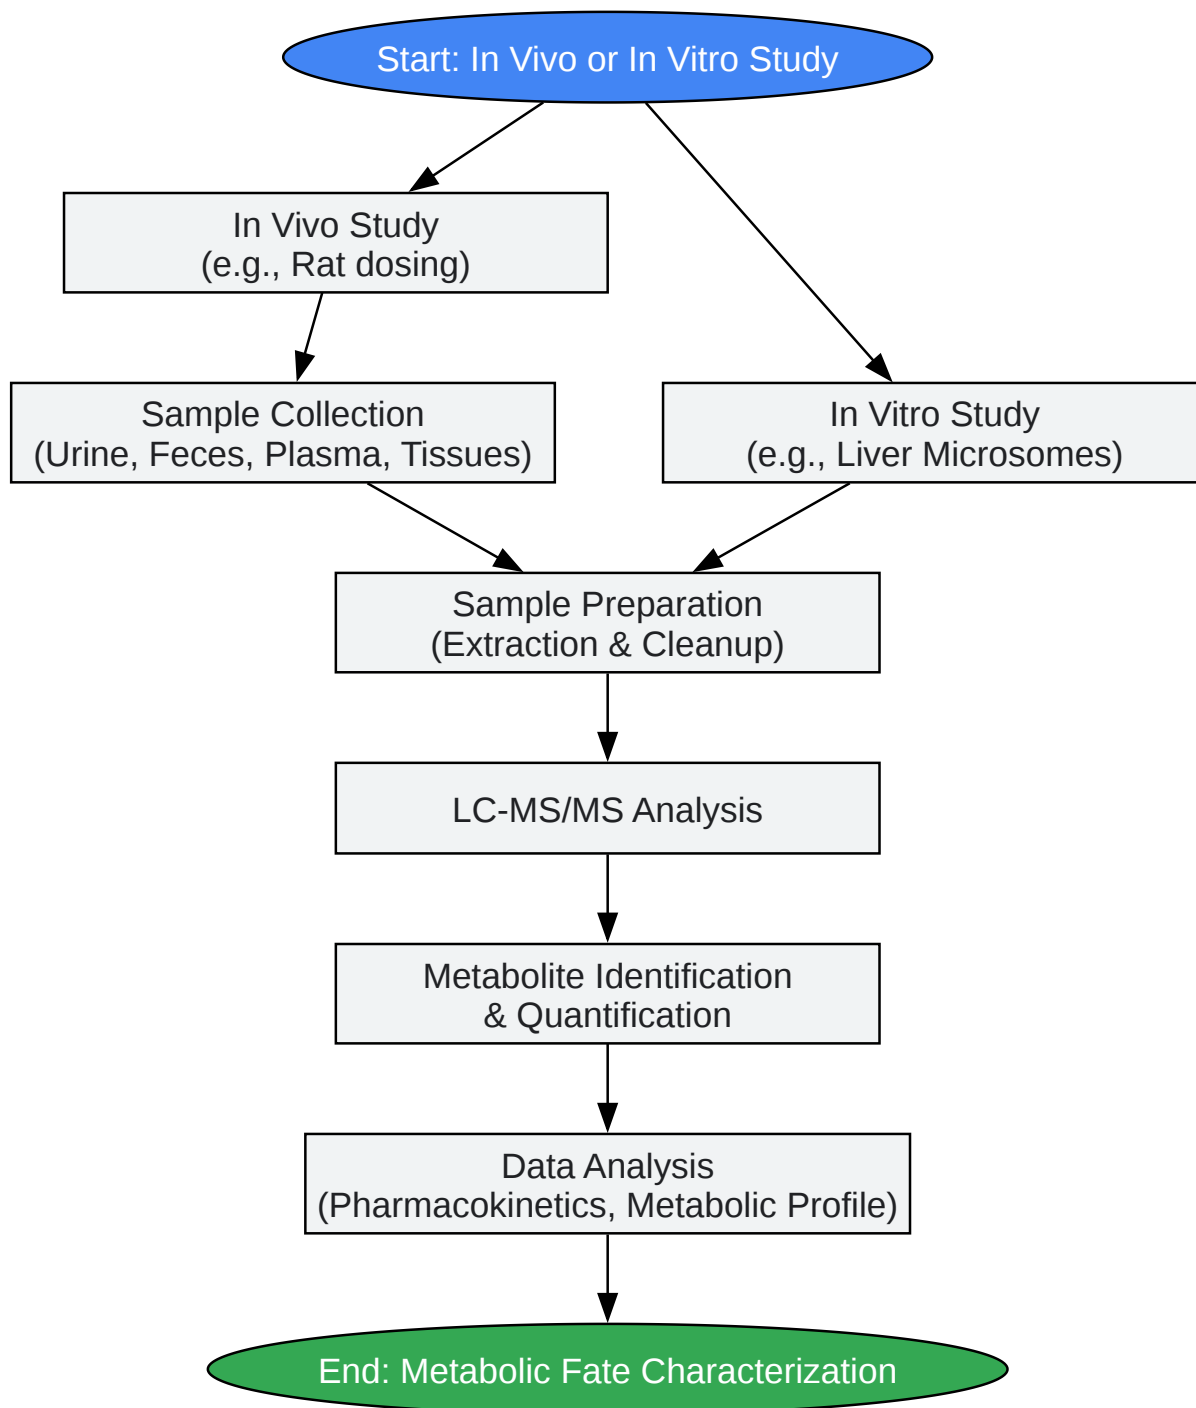 Start: In Vivo or In Vitro Study
In Vivo Study
(e.g., Rat dosing)
Sample Collection
(Urine, Feces, Plasma, Tissues)
In Vitro Study
(e.g., Liver Microsomes)
Sample Preparation
(Extraction & Cleanup)
LC-MS/MS Analysis
Metabolite Identification
& Quantification
Data Analysis
(Pharmacokinetics, Metabolic Profile)
End: Metabolic Fate Characterization